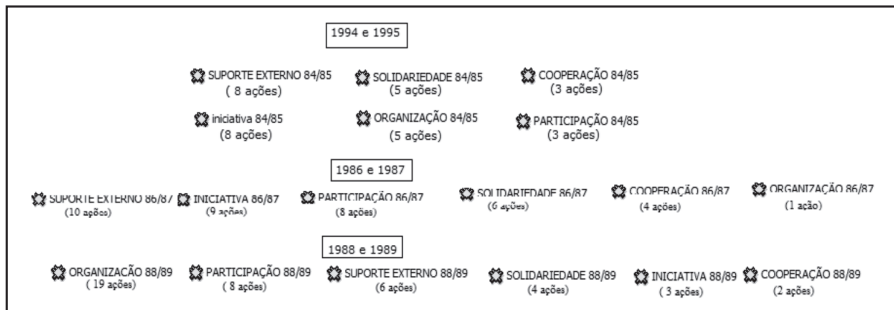 1994 e 1995
SUPORTE EXTERNO 84/85 SOLIDARIEDADE 84/85 COOPERAÇÃO 84/85
( 8 ações) (5 ações) (3 ações)
iniciativa 84/85 ORGANIZAÇÃO 84/85 PARTICIPAÇÃO 84/85
(8 ações) (5 ações) (3 ações)
1986 e 1987
SUPORTE EXTERNO 86/87 INICIATIVA 86/87 PARTICIPAÇÃO 86/87 SOLIDARIEDADE 86/87 COOPERAÇÃO 86/87 ORGANIZAÇÃO 86/87
(10 ações) (9 ações) (8 ações) (6 ações) (4 ações) (1 ação)
1988 e 1989
ORGANIZACÃO 88/89 PARTICIPAÇÃO 88/89 SUPORTE EXTERNO 88/89 SOLIDARIEDADE 88/89 INICIATIVA 88/89 COOPERAÇÃO 88/89
( 19 ações) ( 8 ações) (6 ações) (4 ações) ( 3 ações) (2 ações)